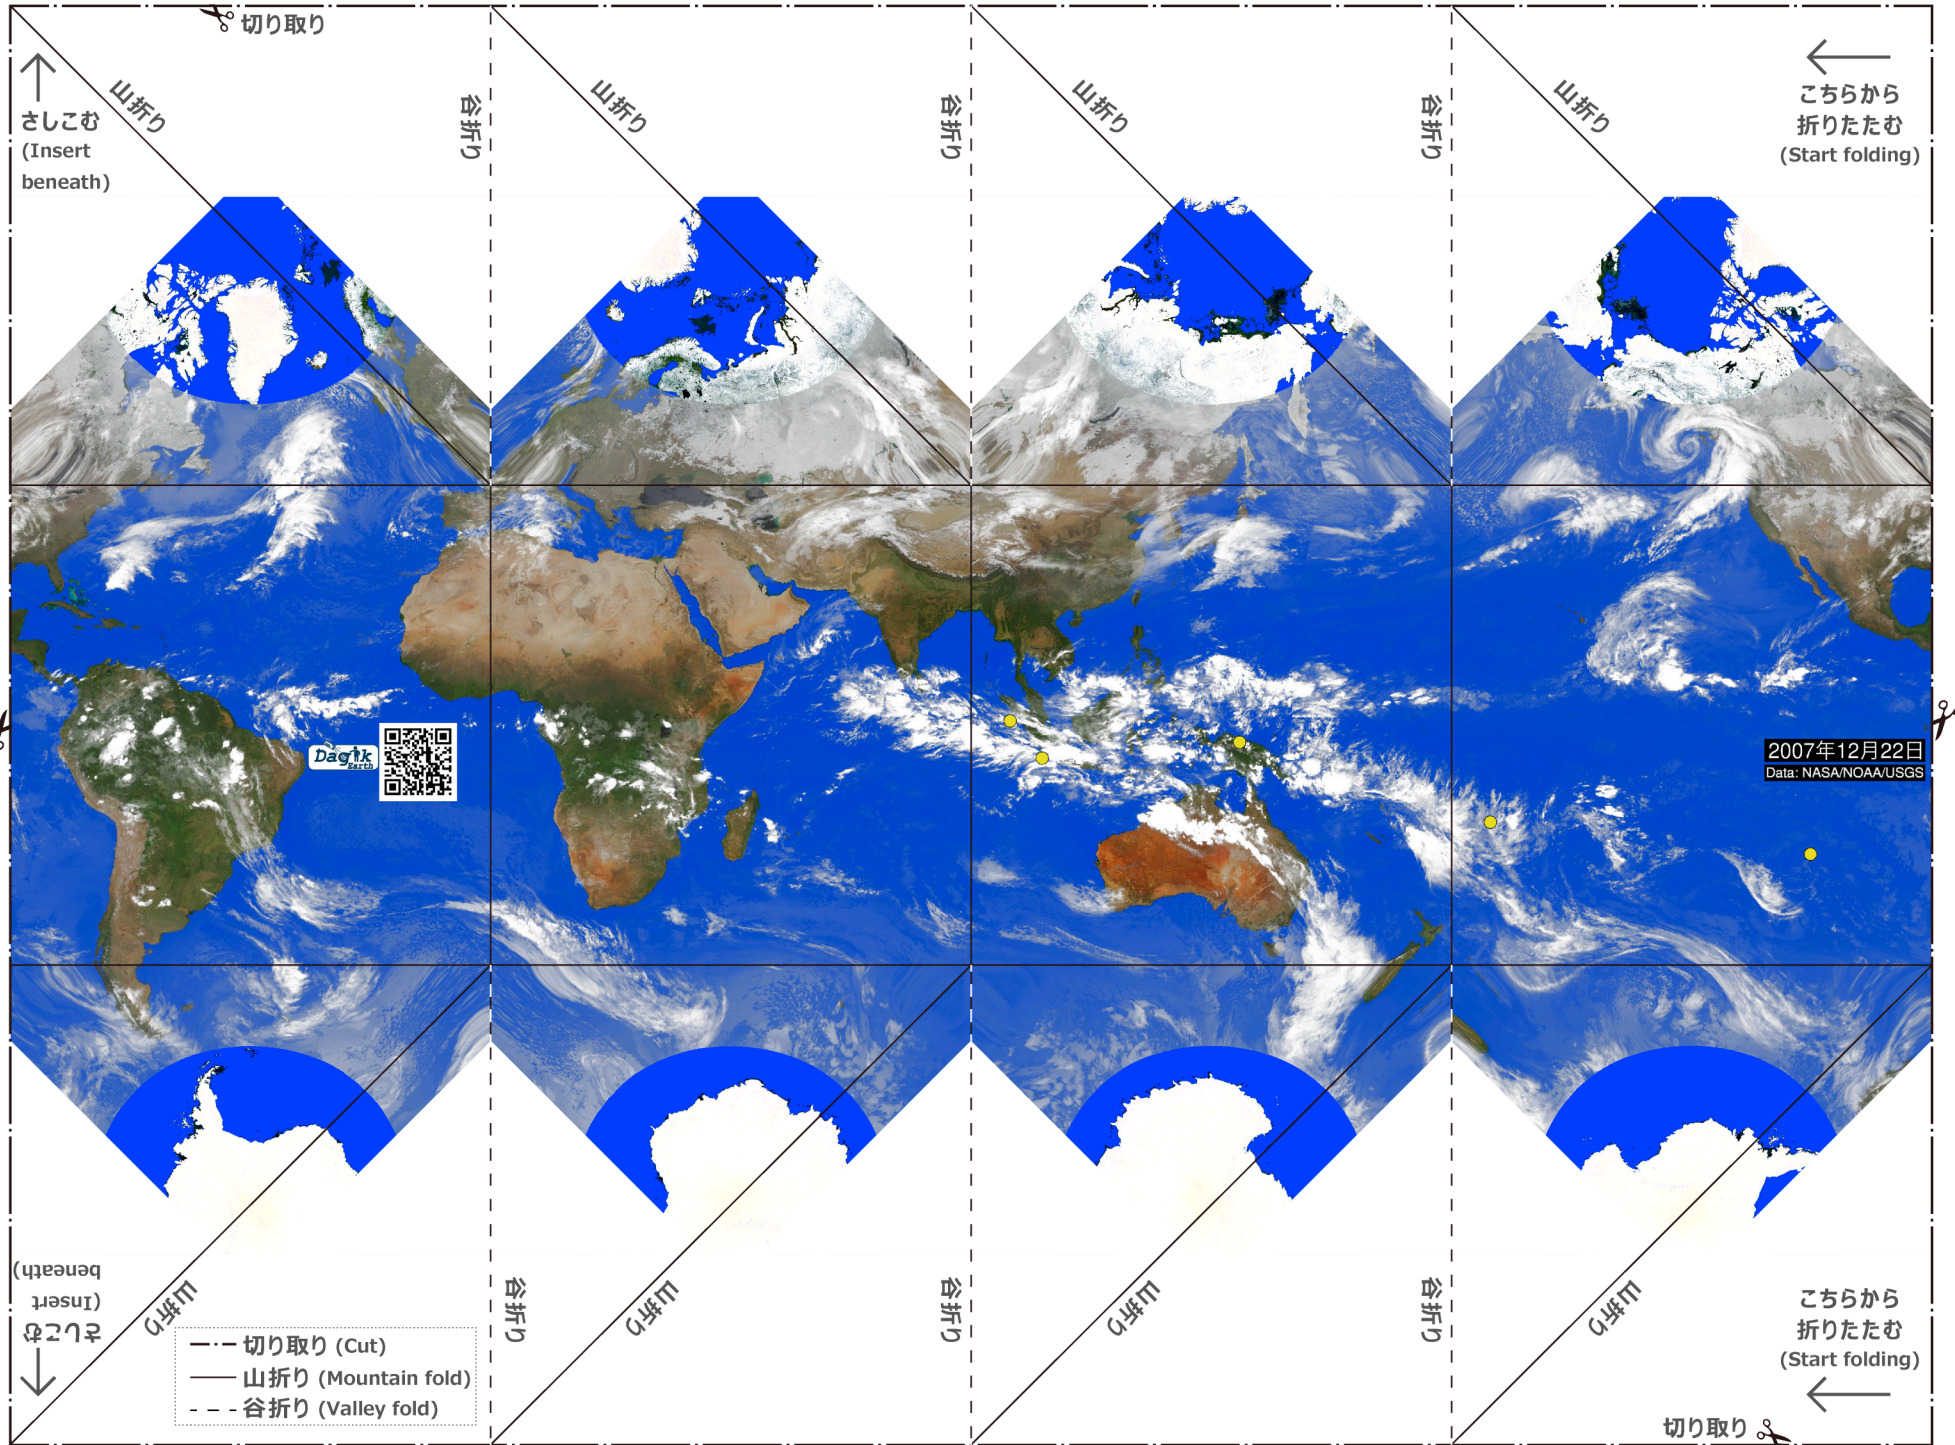 切り取り
さしこむ
(Insert
beneath)
山折り
谷折り
山折り
谷折り
山折り
谷折り
山折り
こちらから
折りたたむ
(Start folding)
Dagik
Earth
2007年12月22日
Data: NASA/NOAA/USGS
さしこむ
(Insert
beneath)
山折り
谷折り
山折り
谷折り
山折り
谷折り
山折り
こちらから
折りたたむ
(Start folding)
切り取り (Cut)
山折り (Mountain fold)
谷折り (Valley fold)
切り取り